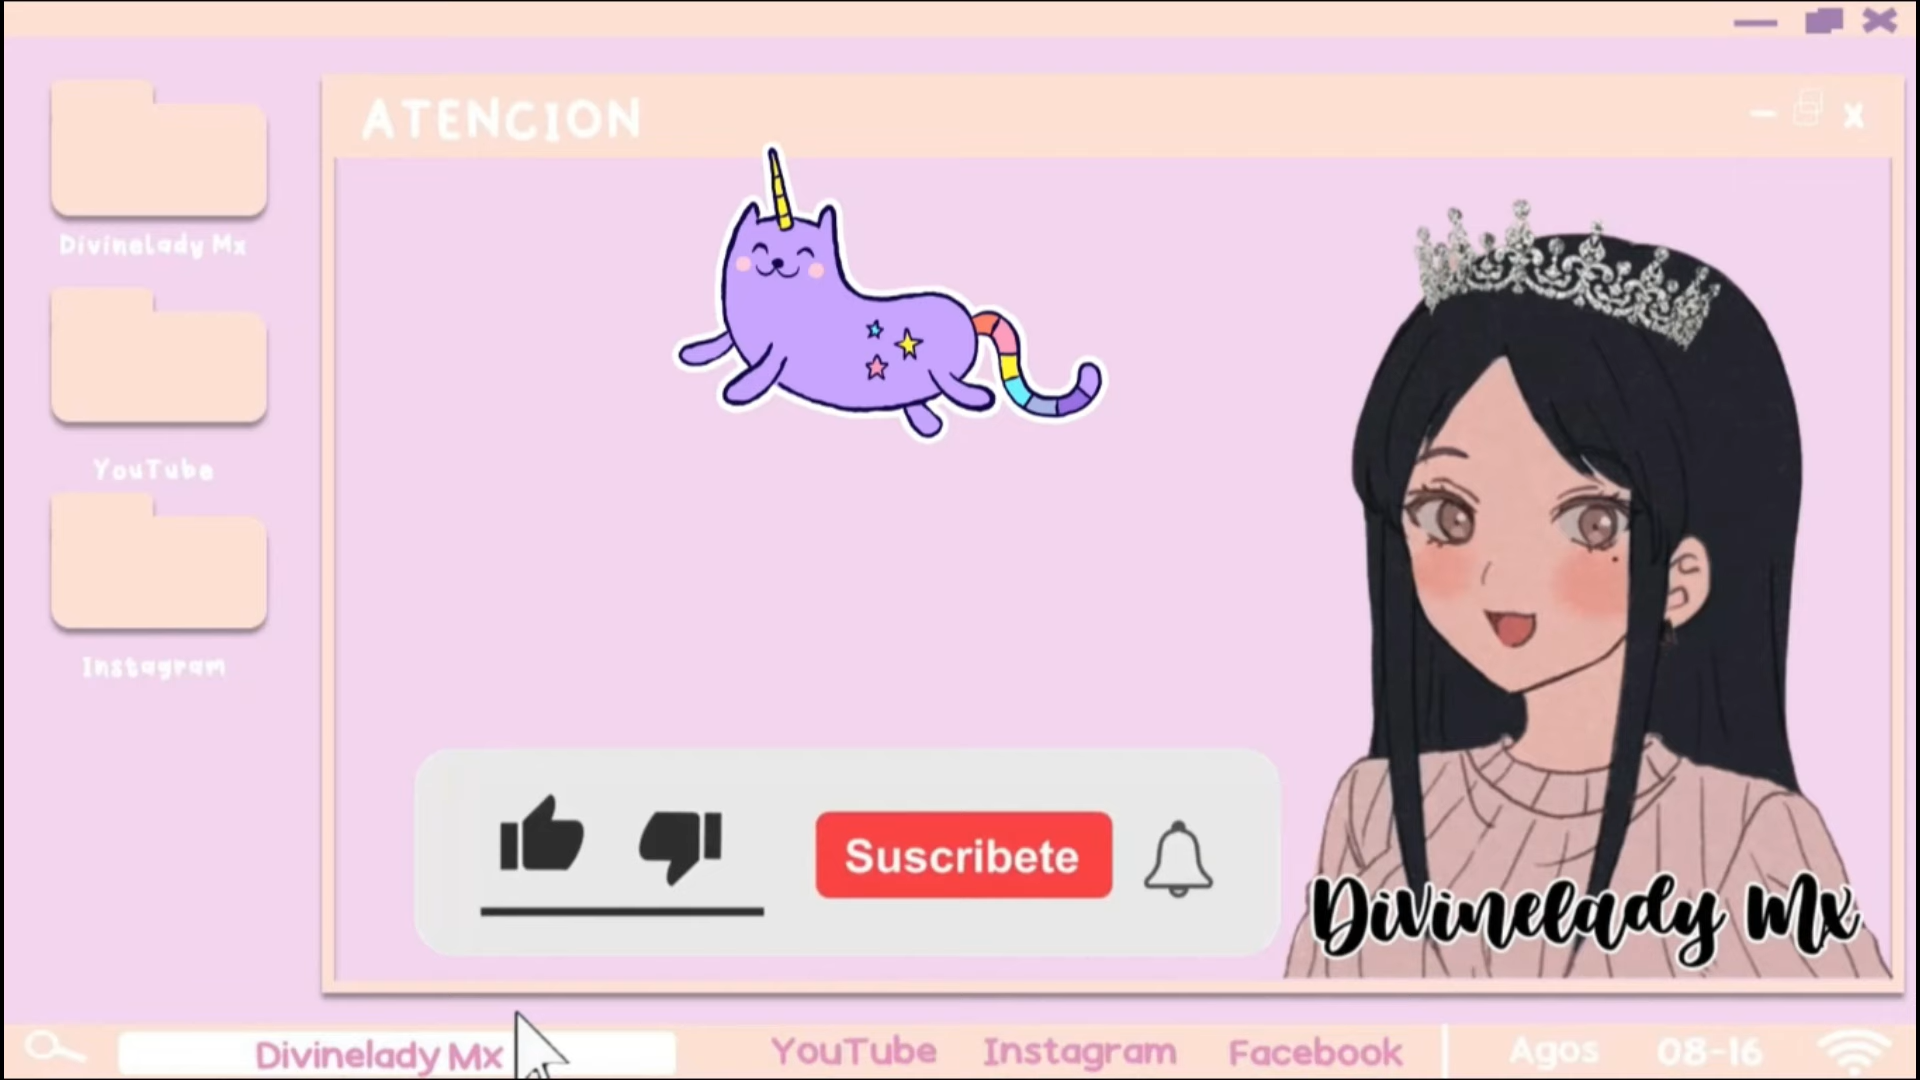 ATENCION
Divinelady Mx
YouTube
Instagram
Suscribete
Divinelady Mx
Divinelady Mx
YouTube Instagram Facebook
Agos 08-16